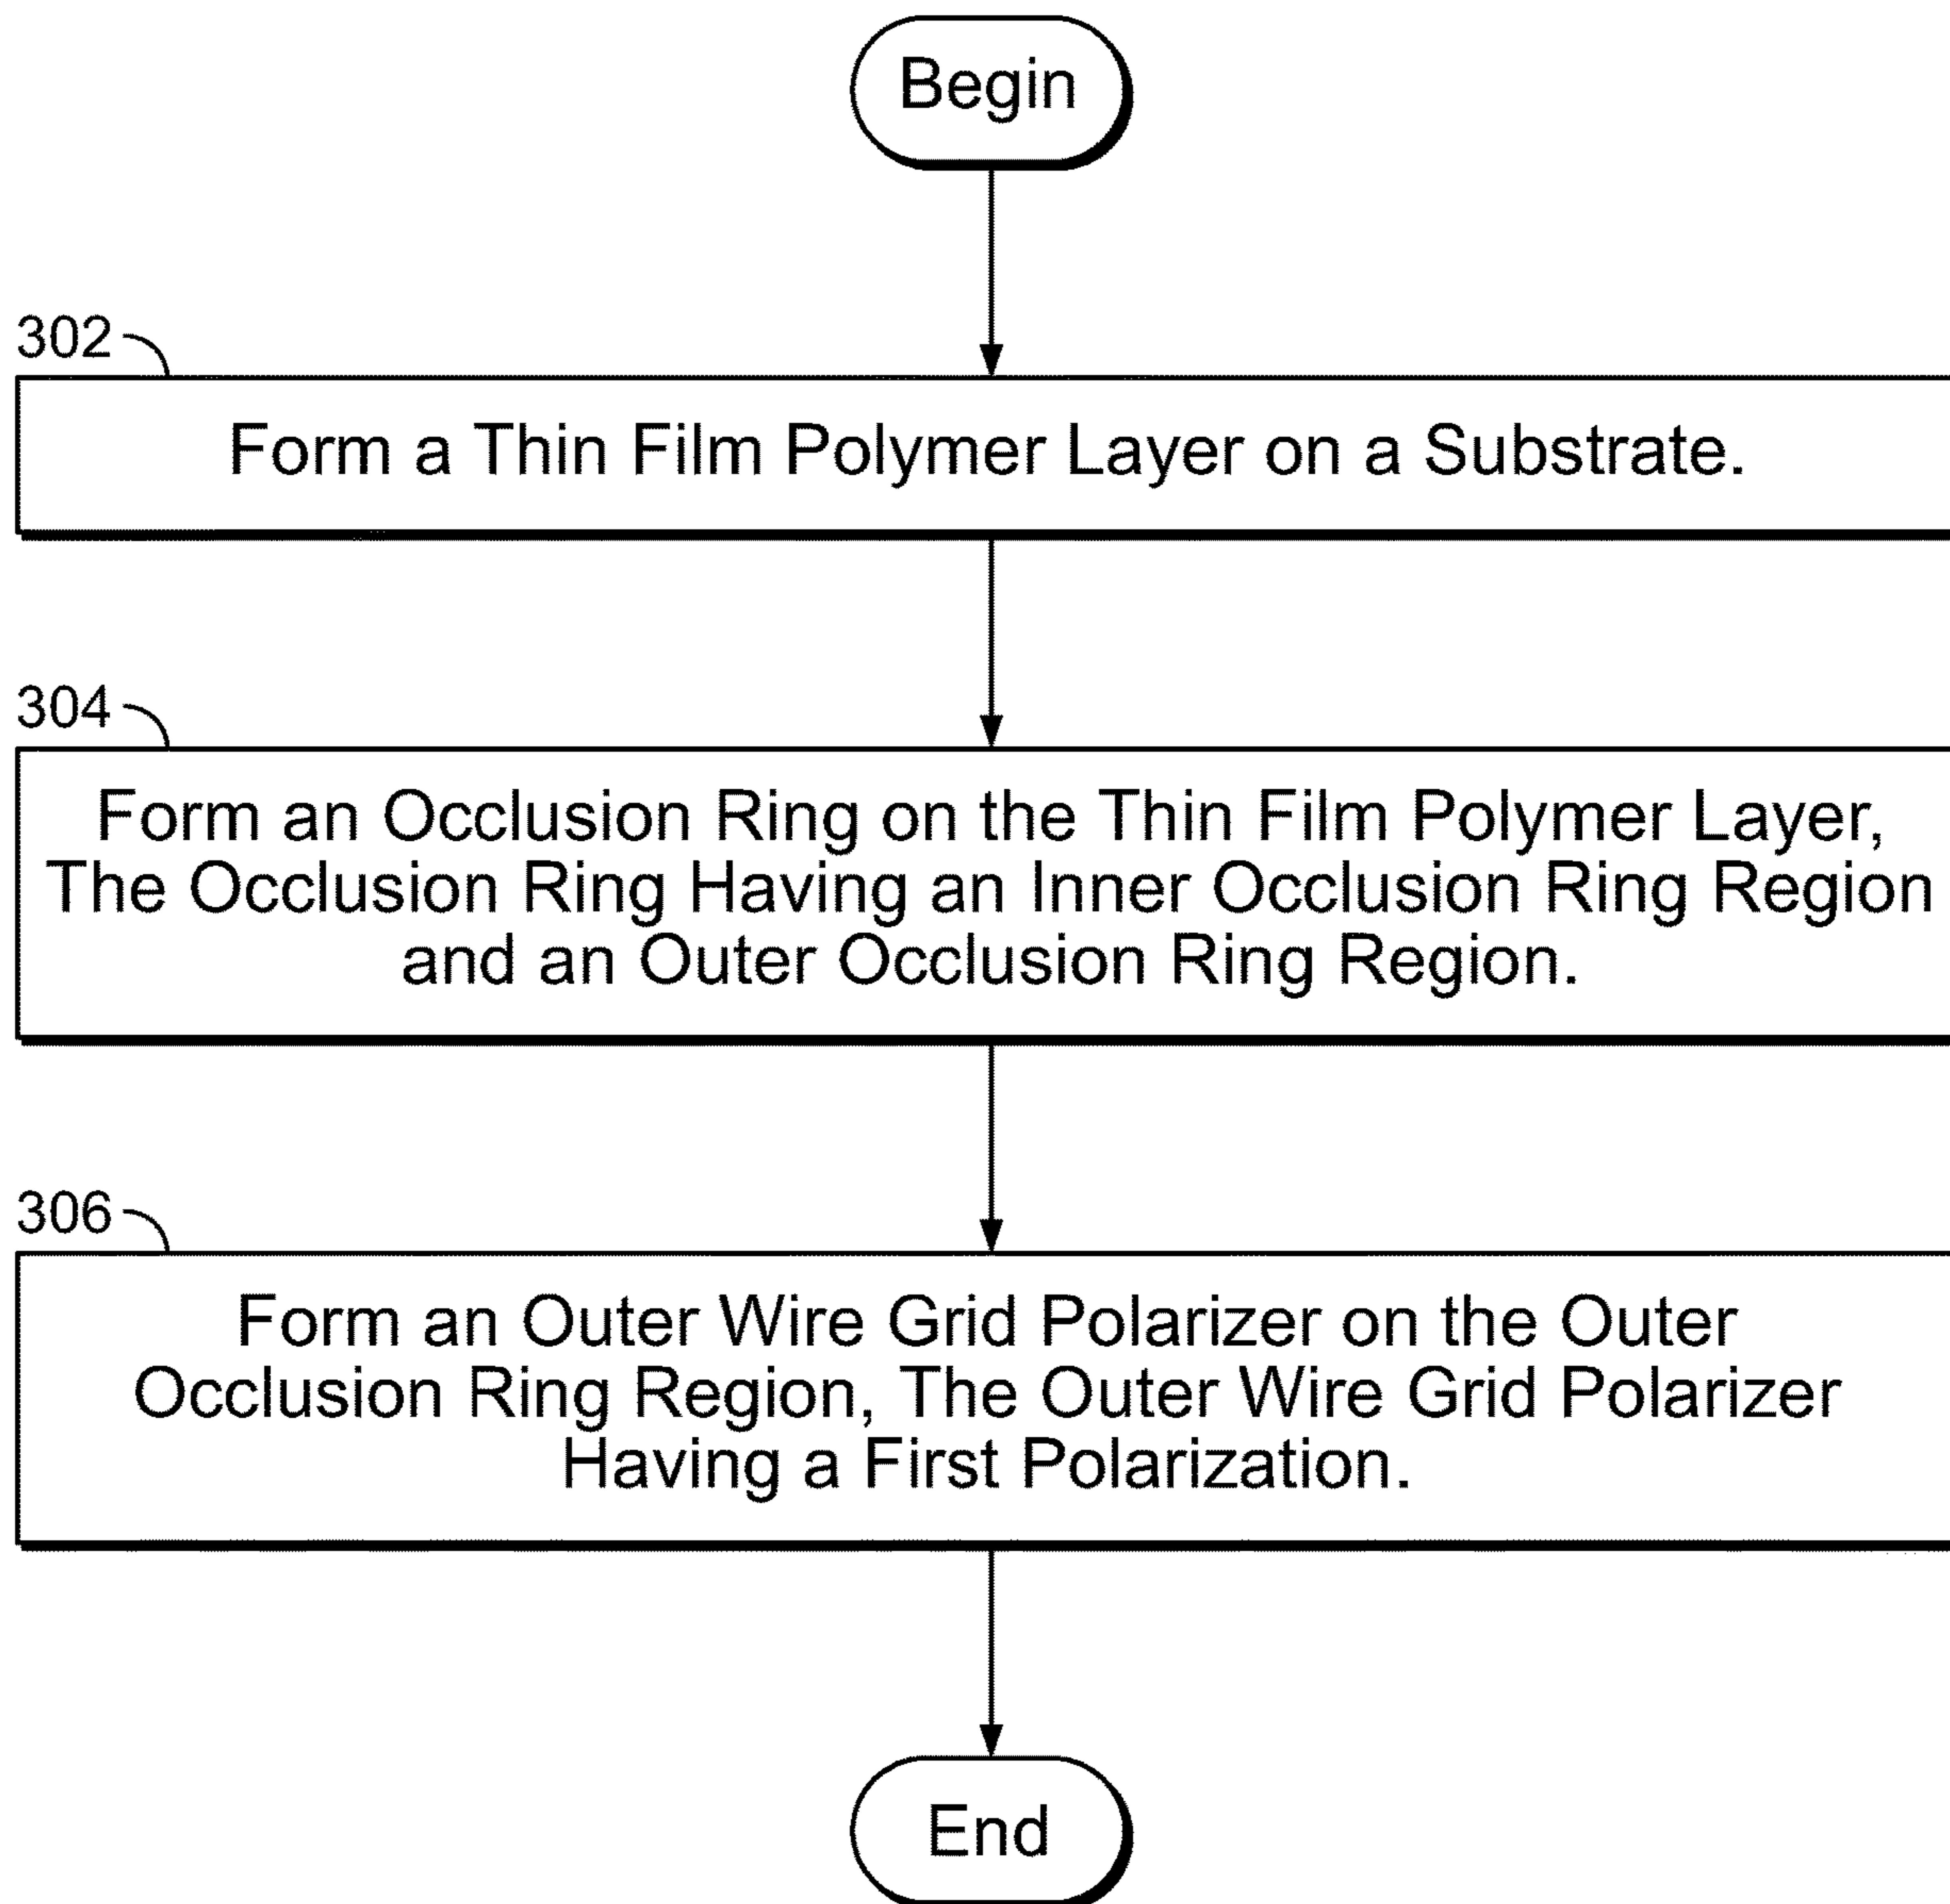 Begin
302
Form a Thin Film Polymer Layer on a Substrate.
304
Form an Occlusion Ring on the Thin Film Polymer Layer,
The Occlusion Ring Having an Inner Occlusion Ring Region
and an Outer Occlusion Ring Region.
306
Form an Outer Wire Grid Polarizer on the Outer
Occlusion Ring Region, The Outer Wire Grid Polarizer
Having a First Polarization.
End